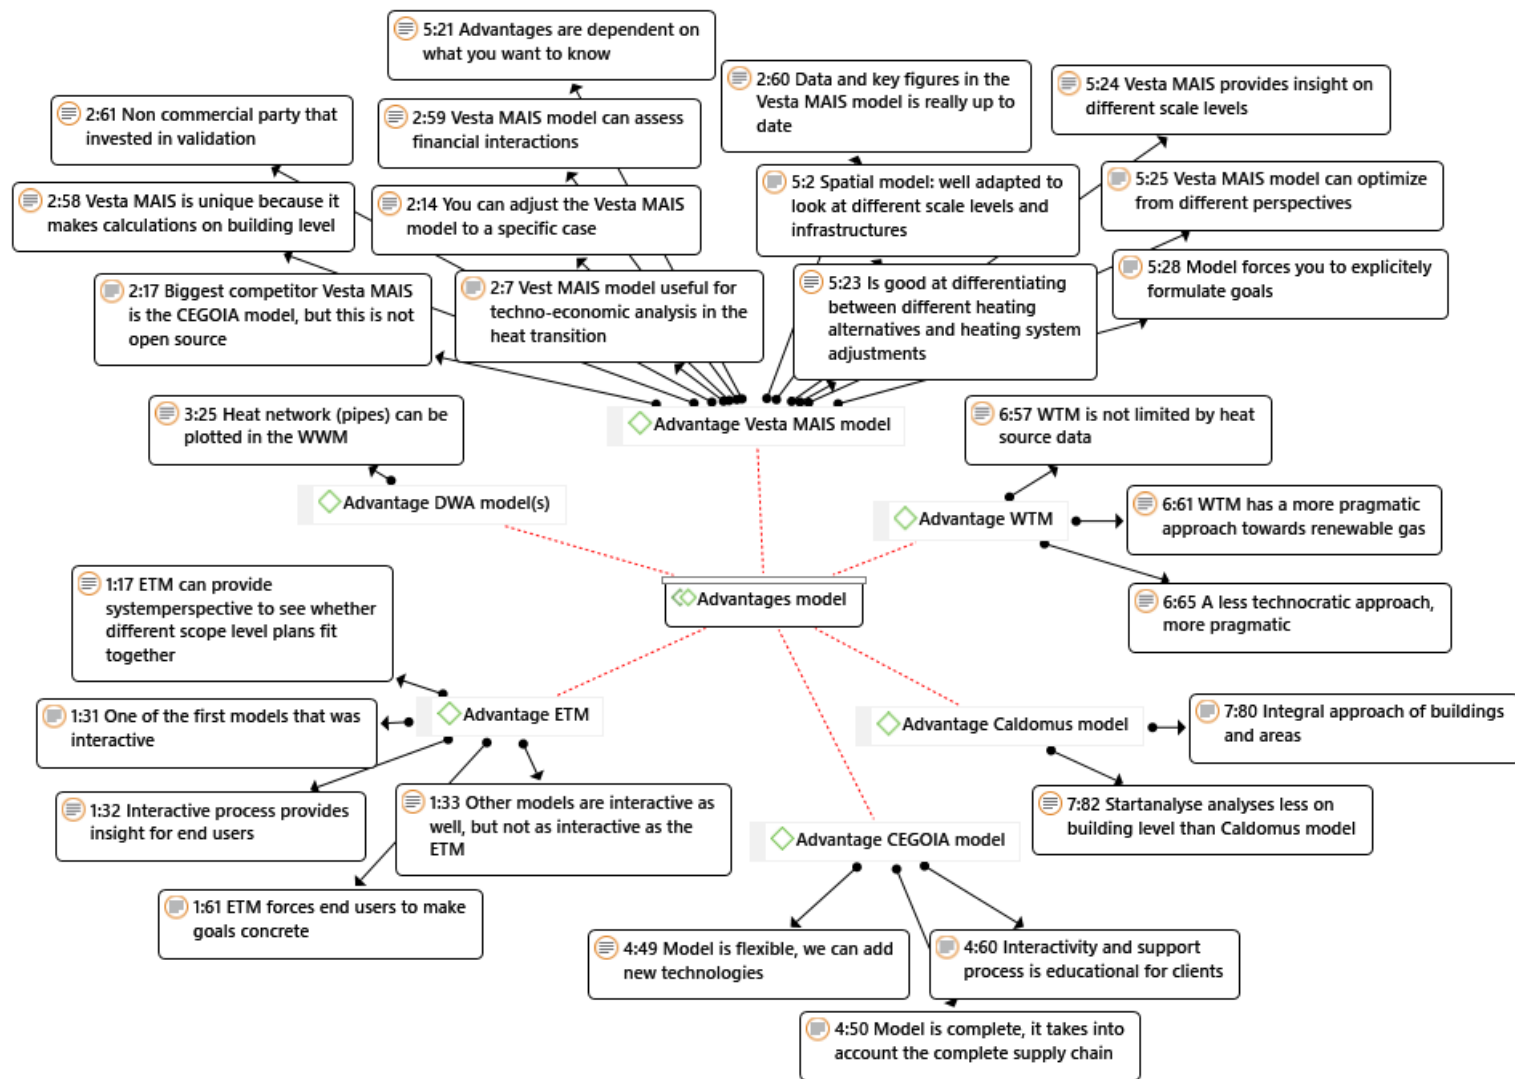 5:21 Advantages are dependent on
what you want to know
2:60 Data and key figures in the
Vesta MAIS model is really up to
date
5:24 Vesta MAIS provides insight on
different scale levels
2:61 Non commercial party that
invested in validation
2:59 Vesta MAIS model can assess
financial interactions
5:2 Spatial model: well adapted to
look at different scale levels and
infrastructures
5:25 Vesta MAIS model can optimize
from different perspectives
2:58 Vesta MAIS is unique because it
makes calculations on building level
2:14 You can adjust the Vesta MAIS
model to a specific case
5:28 Model forces you to explicitely
formulate goals
2:17 Biggest competitor Vesta MAIS
is the CEGOIA model, but this is not
open source
2:7 Vest MAIS model useful for
techno-economic analysis in the
heat transition
5:23 Is good at differentiating
between different heating
alternatives and heating system
adjustments
3:25 Heat network (pipes) can be
plotted in the WWM
Advantage Vesta MAIS model
6:57 WTM is not limited by heat
source data
Advantage DWA model(s)
Advantage WTM
6:61 WTM has a more pragmatic
approach towards renewable gas
1:17 ETM can provide
systemperspective to see whether
different scope level plans fit
together
Advantages model
6:65 A less technocratic approach,
more pragmatic
1:31 One of the first models that was
interactive
Advantage ETM
Advantage Caldomus model
7:80 Integral approach of buildings
and areas
1:32 Interactive process provides
insight for end users
1:33 Other models are interactive as
well, but not as interactive as the
ETM
7:82 Startanalyse analyses less on
building level than Caldomus model
Advantage CEGOIA model
1:61 ETM forces end users to make
goals concrete
4:49 Model is flexible, we can add
new technologies
4:60 Interactivity and support
process is educational for clients
4:50 Model is complete, it takes into
account the complete supply chain